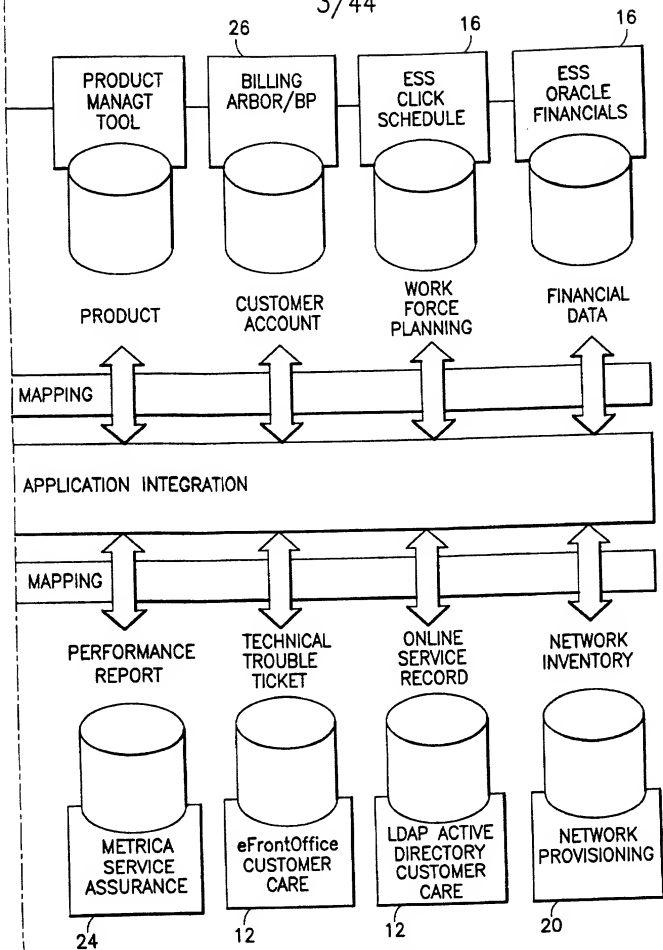 3/44
26
16
16
PRODUCT
MANAGT
TOOL
BILLING
ARBOR/BP
ESS
CLICK
SCHEDULE
ESS
ORACLE
FINANCIALS
PRODUCT
CUSTOMER
ACCOUNT
WORK
FORCE
PLANNING
FINANCIAL
DATA
MAPPING
APPLICATION INTEGRATION
MAPPING
PERFORMANCE
REPORT
TECHNICAL
TROUBLE
TICKET
ONLINE
SERVICE
RECORD
NETWORK
INVENTORY
METRICA
SERVICE
ASSURANCE
eFrontOffice
CUSTOMER
CARE
LDAP ACTIVE
DIRECTORY
CUSTOMER
CARE
NETWORK
PROVISIONING
24
12
12
20